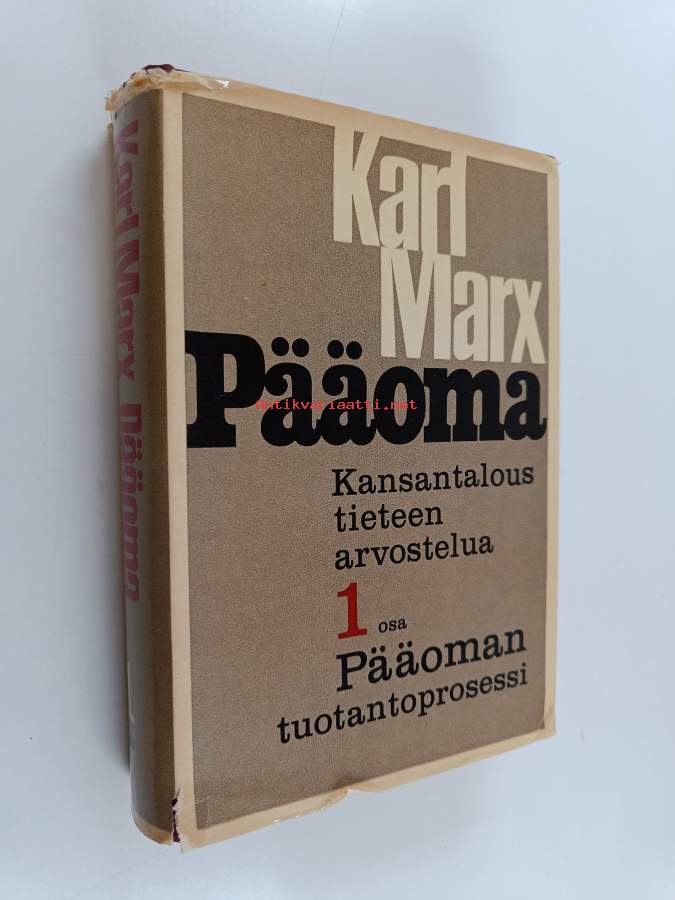 Karl Marx Pääoma
Karl
Marx
Pääoma
antikvariaatti.net
Kansantalous
tieteen
arvostelua
1 osa
Pääoman
tuotantoprosessi